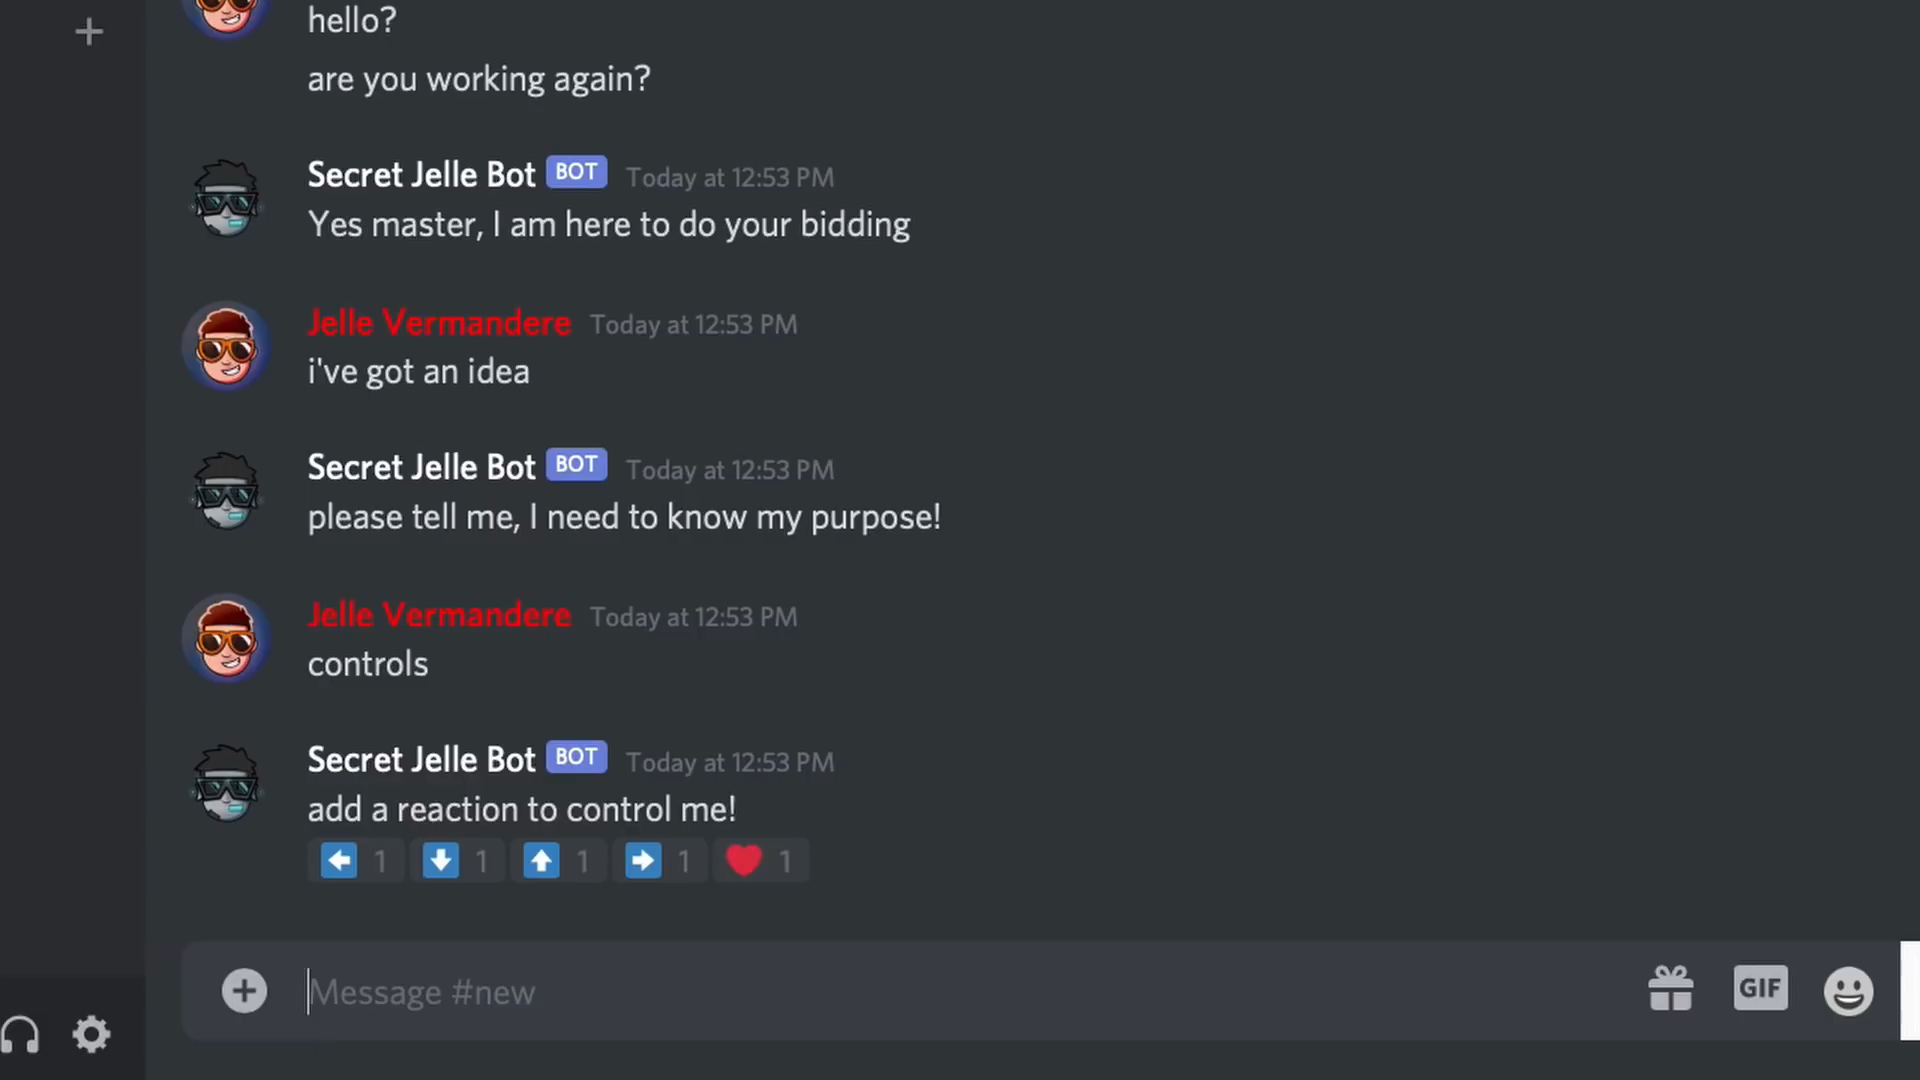 hello?
are you working again?
Secret Jelle Bot BOT Today at 12:53 PM
Yes master, I am here to do your bidding
Jelle Vermandere Today at 12:53 PM
i've got an idea
Secret Jelle Bot BOT Today at 12:53 PM
please tell me, I need to know my purpose!
Jelle Vermandere Today at 12:53 PM
controls
Secret Jelle Bot BOT Today at 12:53 PM
add a reaction to control me!
1 1 1 1 1
Message #new GIF